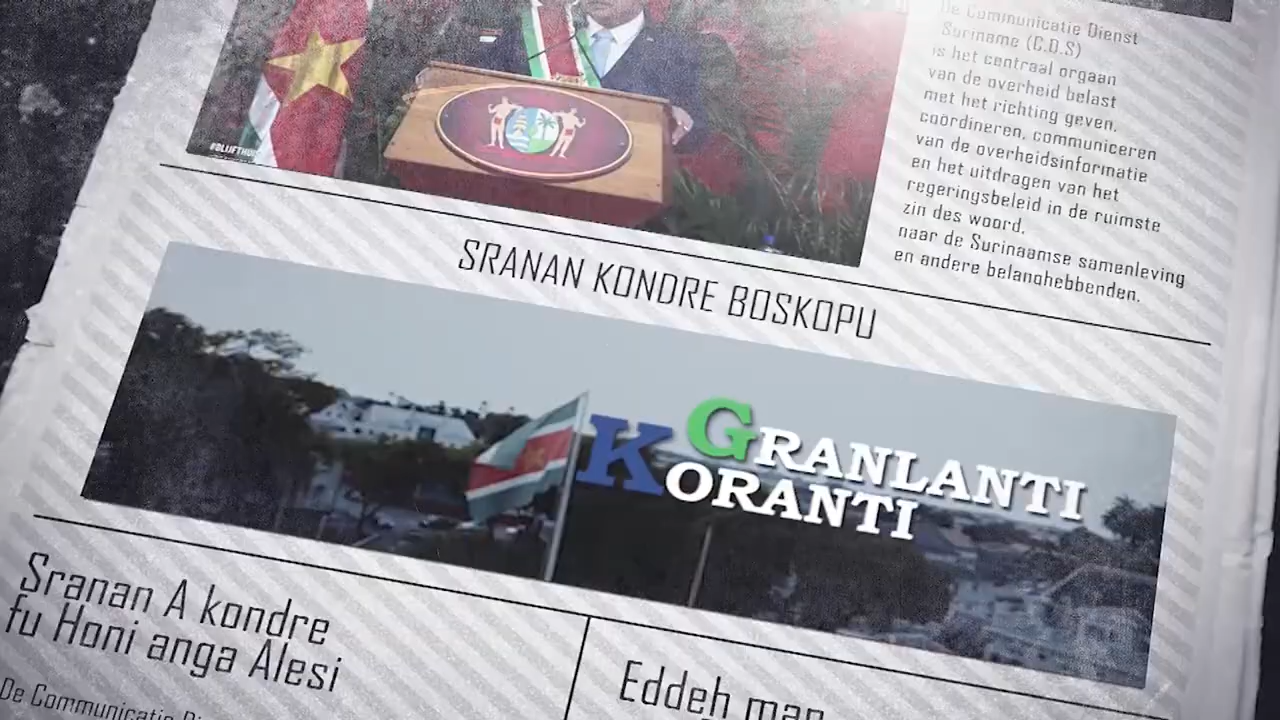 De Communicatie Dienst
Suriname (C.D.S)
is het centraal orgaan
van de overheid belast
met het richting geven,
coördineren, communiceren
van de overheidsinformatie
en het uitdragen van het
regeringsbeleid in de ruimste
zin des woord,
naar de Surinaamse samenleving
en andere belanghebbenden.
SRANAN KONDRE BOSKOPU
GRANLANTI
KORANTI
Sranan A kondre
fu Honi anga Alesi
De Communicatie
Eddeh man